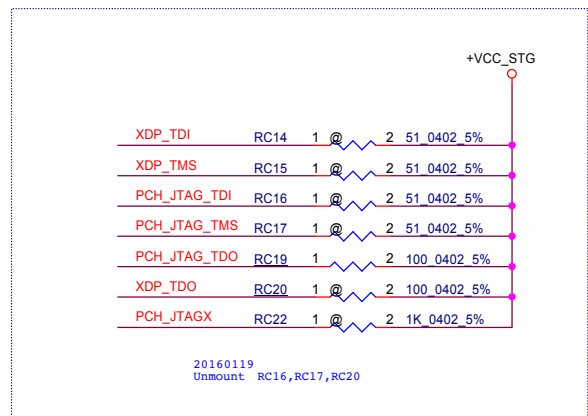 +VCC_STG
XDP_TDI RC14 1 @ 2 51_0402_5%
XDP_TMS RC15 1 @ 2 51_0402_5%
PCH_JTAG_TDI RC16 1 @ 2 51_0402_5%
PCH_JTAG_TMS RC17 1 @ 2 51_0402_5%
PCH_JTAG_TDO RC19 1 2 100_0402_5%
XDP_TDO RC20 1 @ 2 100_0402_5%
PCH_JTAGX RC22 1 @ 2 1K_0402_5%
20160119
Unmount RC16,RC17,RC20